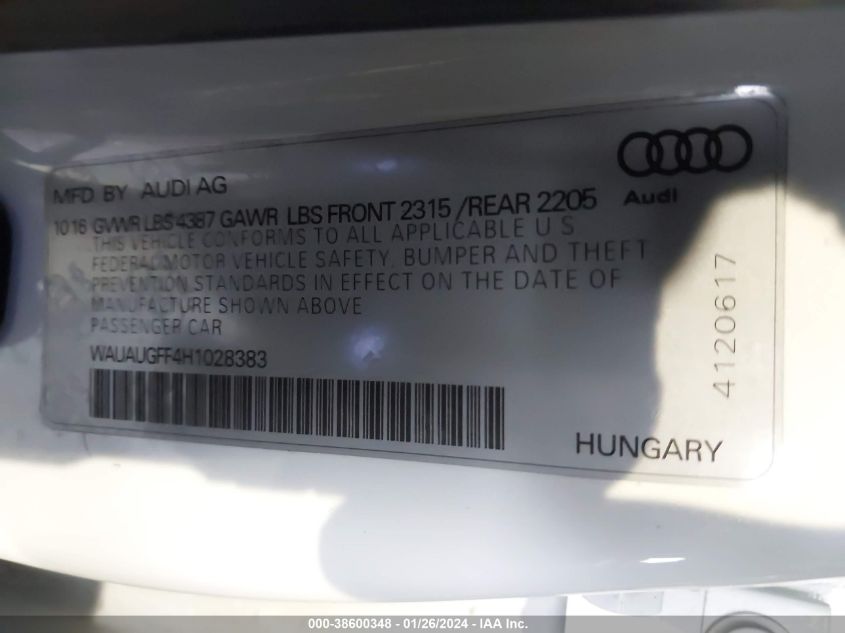 MFD BY AUDI AG
Audi
1016 GVWR LBS 4387 GAWR LBS FRONT 2315 /REAR 2205
THIS VEHICLE CONFORMS TO ALL APPLICABLE U S
FEDERAL MOTOR VEHICLE SAFETY, BUMPER AND THEFT
PREVENTION STANDARDS IN EFFECT ON THE DATE OF
MANUFACTURE SHOWN ABOVE
PASSENGER CAR
WAUAUGFF4H1028383
4120617
HUNGARY
000-38600348 - 01/26/2024 - IAA Inc.